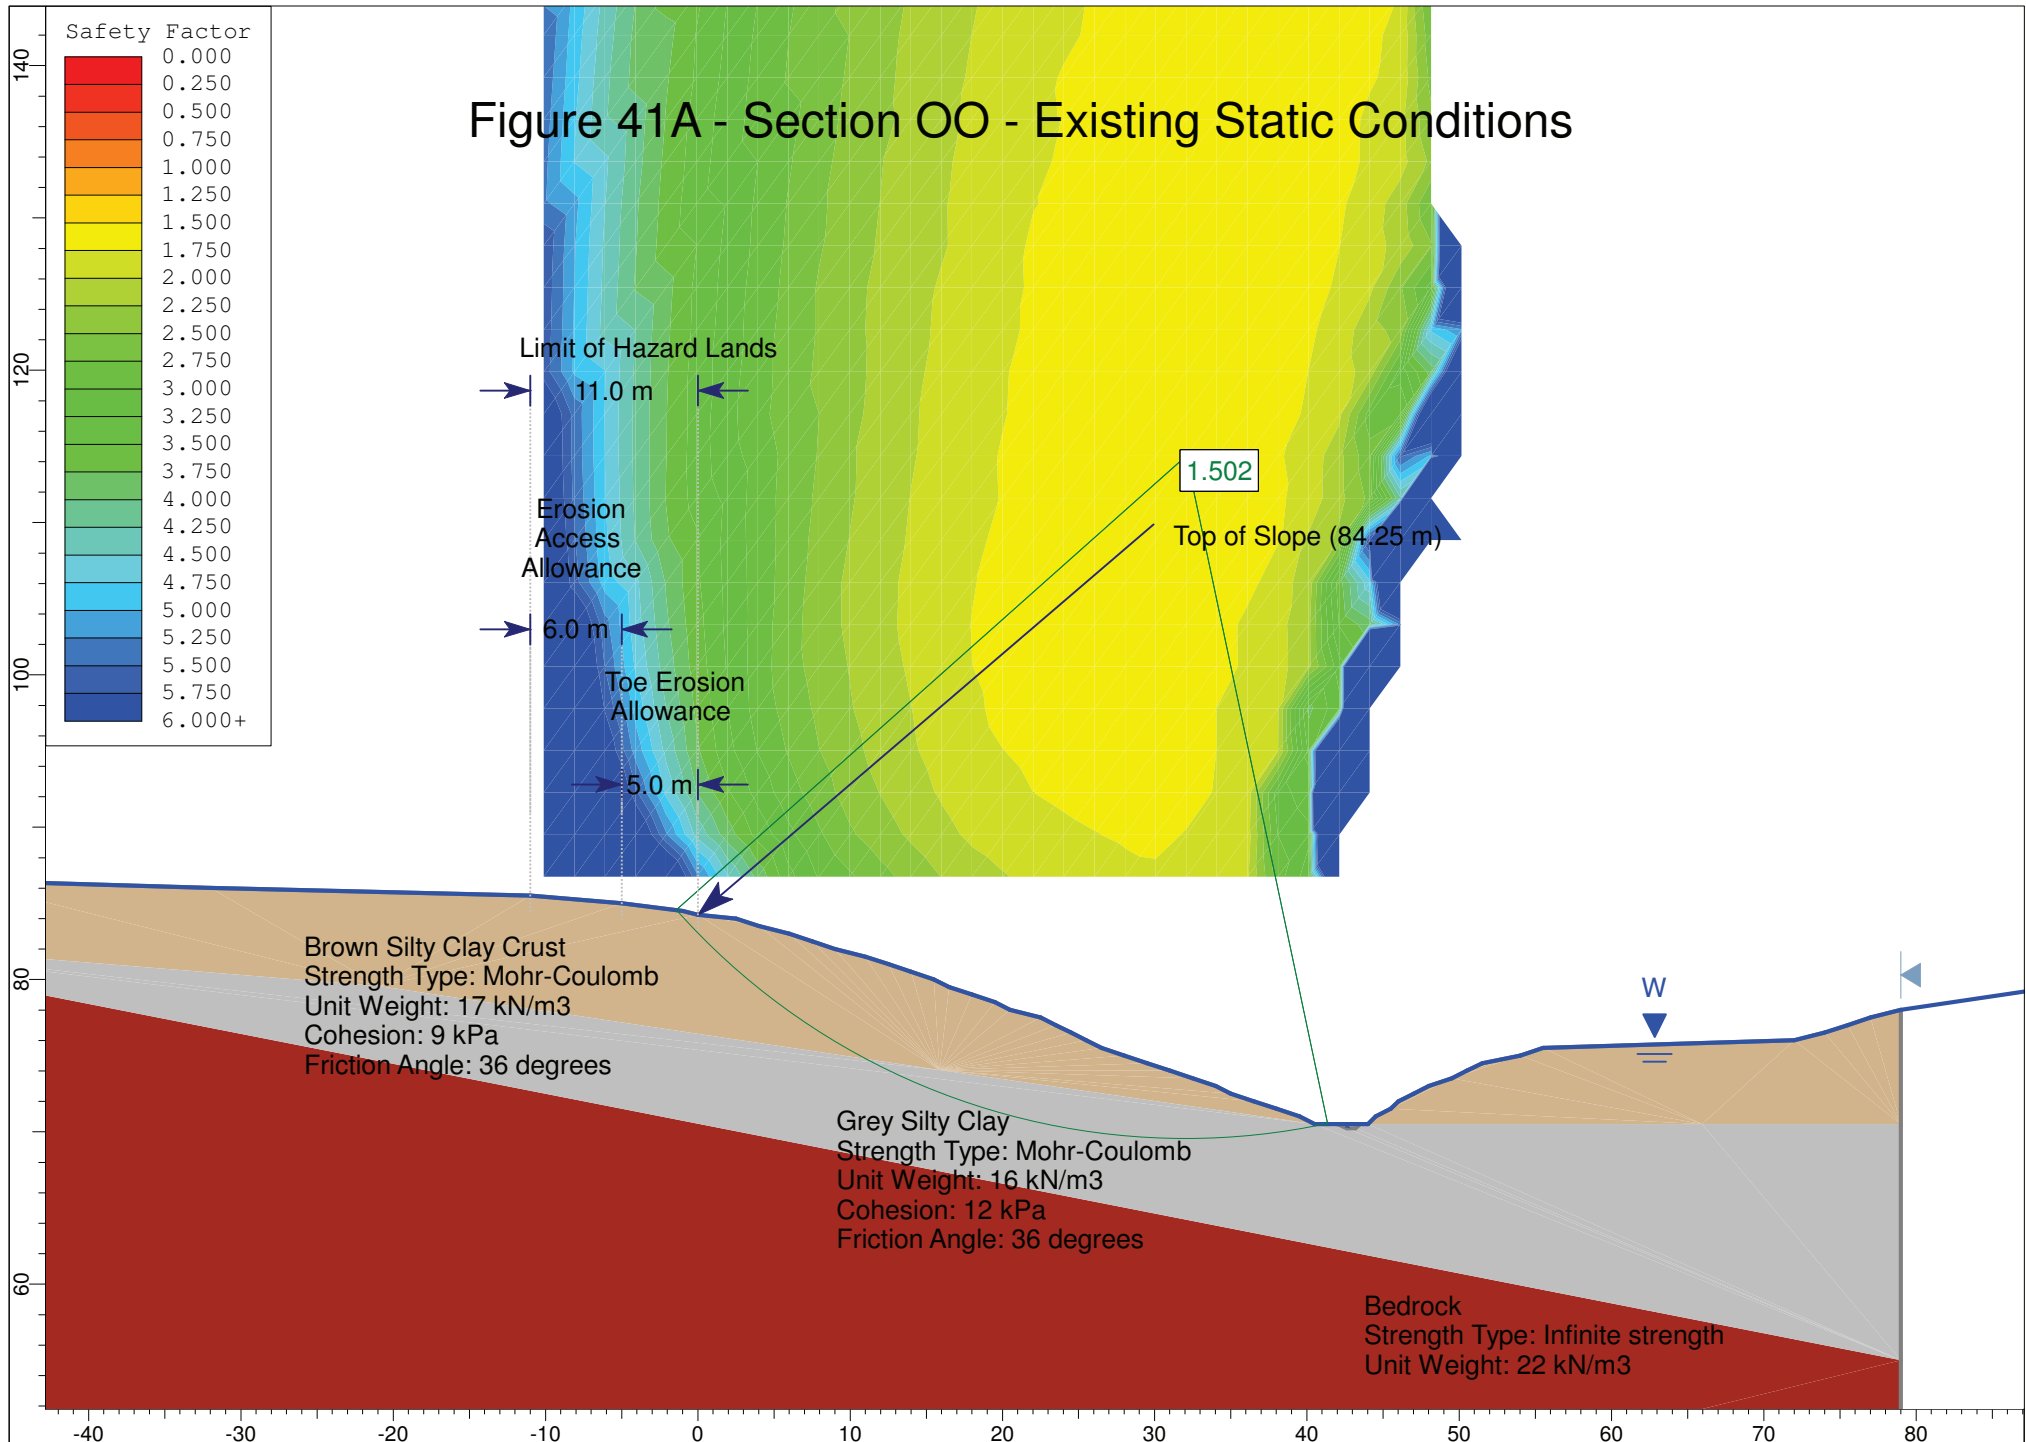 Safety Factor
0.000
0.250
0.500
0.750
1.000
1.250
1.500
1.750
2.000
2.250
2.500
2.750
3.000
3.250
3.500
3.750
4.000
4.250
4.500
4.750
5.000
5.250
5.500
5.750
6.000+
Figure 41A - Section OO - Existing Static Conditions
Limit of Hazard Lands
11.0 m
1.502
Erosion
Access
Allowance
Top of Slope (84.25 m)
6.0 m
Toe Erosion
Allowance
5.0 m
Brown Silty Clay Crust
Strength Type: Mohr-Coulomb
Unit Weight: 17 kN/m3
Cohesion: 9 kPa
Friction Angle: 36 degrees
W
Grey Silty Clay
Strength Type: Mohr-Coulomb
Unit Weight: 16 kN/m3
Cohesion: 12 kPa
Friction Angle: 36 degrees
Bedrock
Strength Type: Infinite strength
Unit Weight: 22 kN/m3
140
120
100
80
60
-40
-30
-20
-10
0
10
20
30
40
50
60
70
80